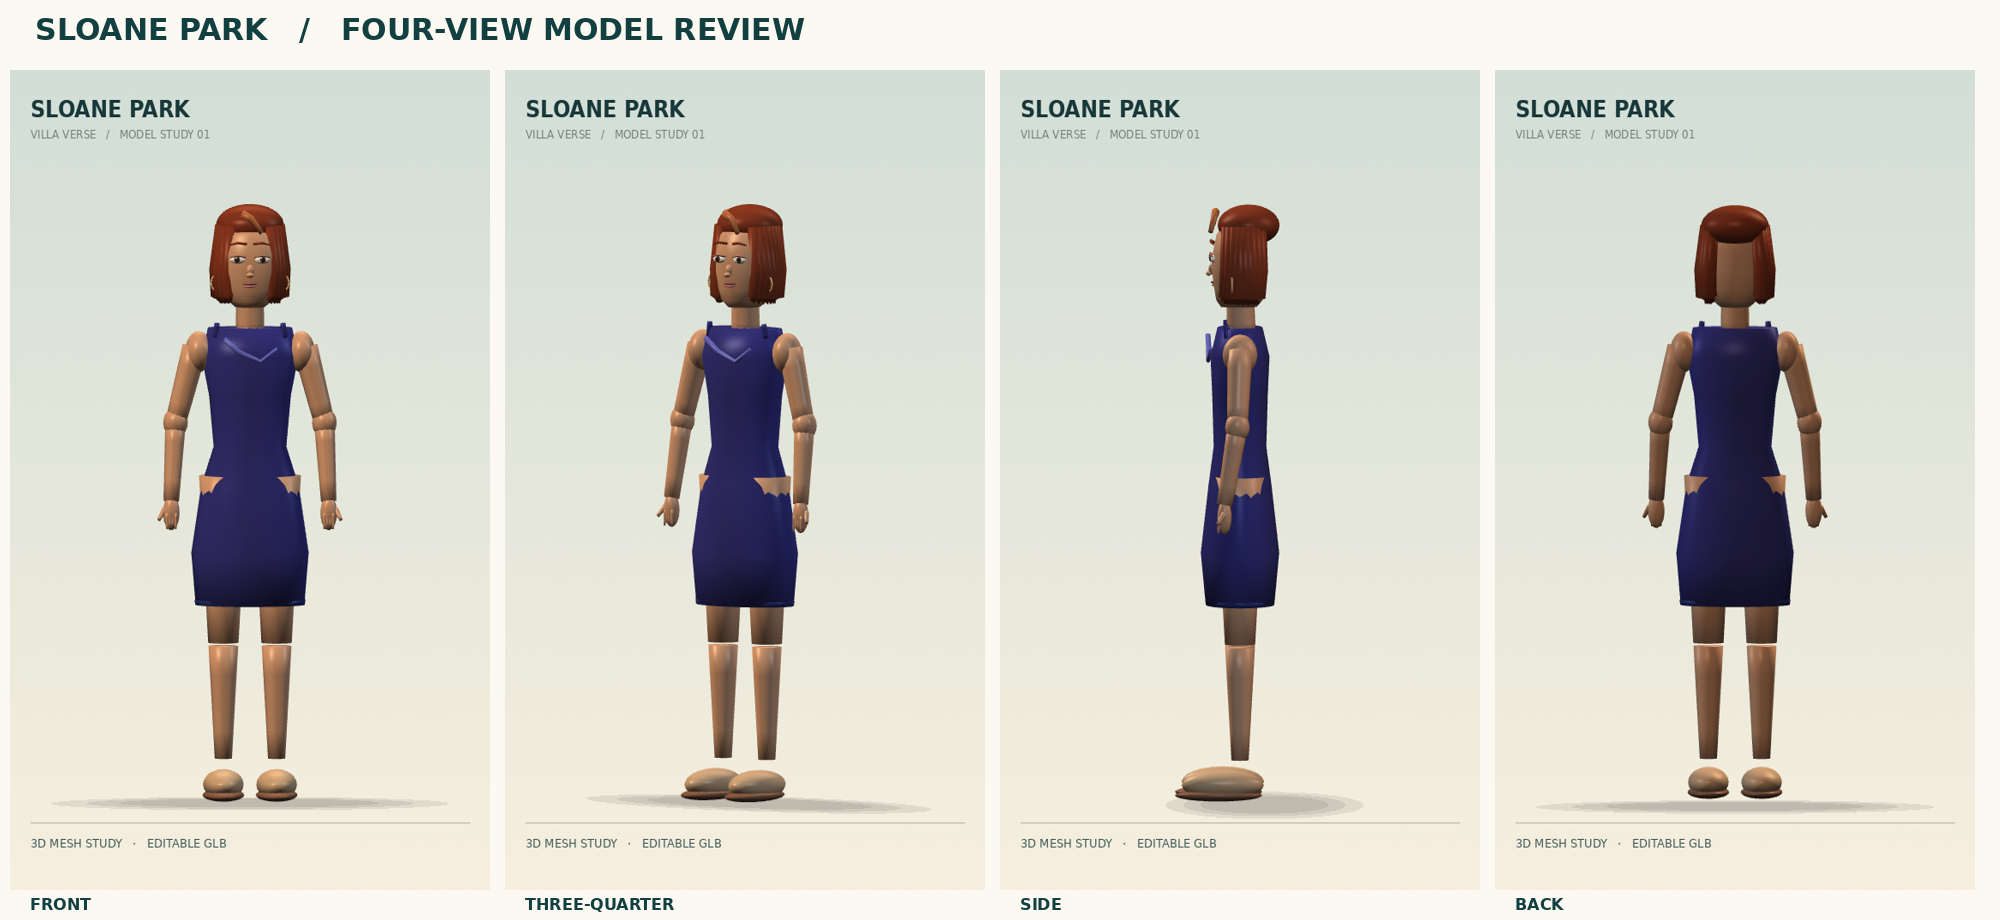 SLOANE PARK / FOUR-VIEW MODEL REVIEW
SLOANE PARK
VILLA VERSE / MODEL STUDY 01
3D MESH STUDY · EDITABLE GLB
FRONT
SLOANE PARK
VILLA VERSE / MODEL STUDY 01
3D MESH STUDY · EDITABLE GLB
THREE-QUARTER
SLOANE PARK
VILLA VERSE / MODEL STUDY 01
3D MESH STUDY · EDITABLE GLB
SIDE
SLOANE PARK
VILLA VERSE / MODEL STUDY 01
3D MESH STUDY · EDITABLE GLB
BACK